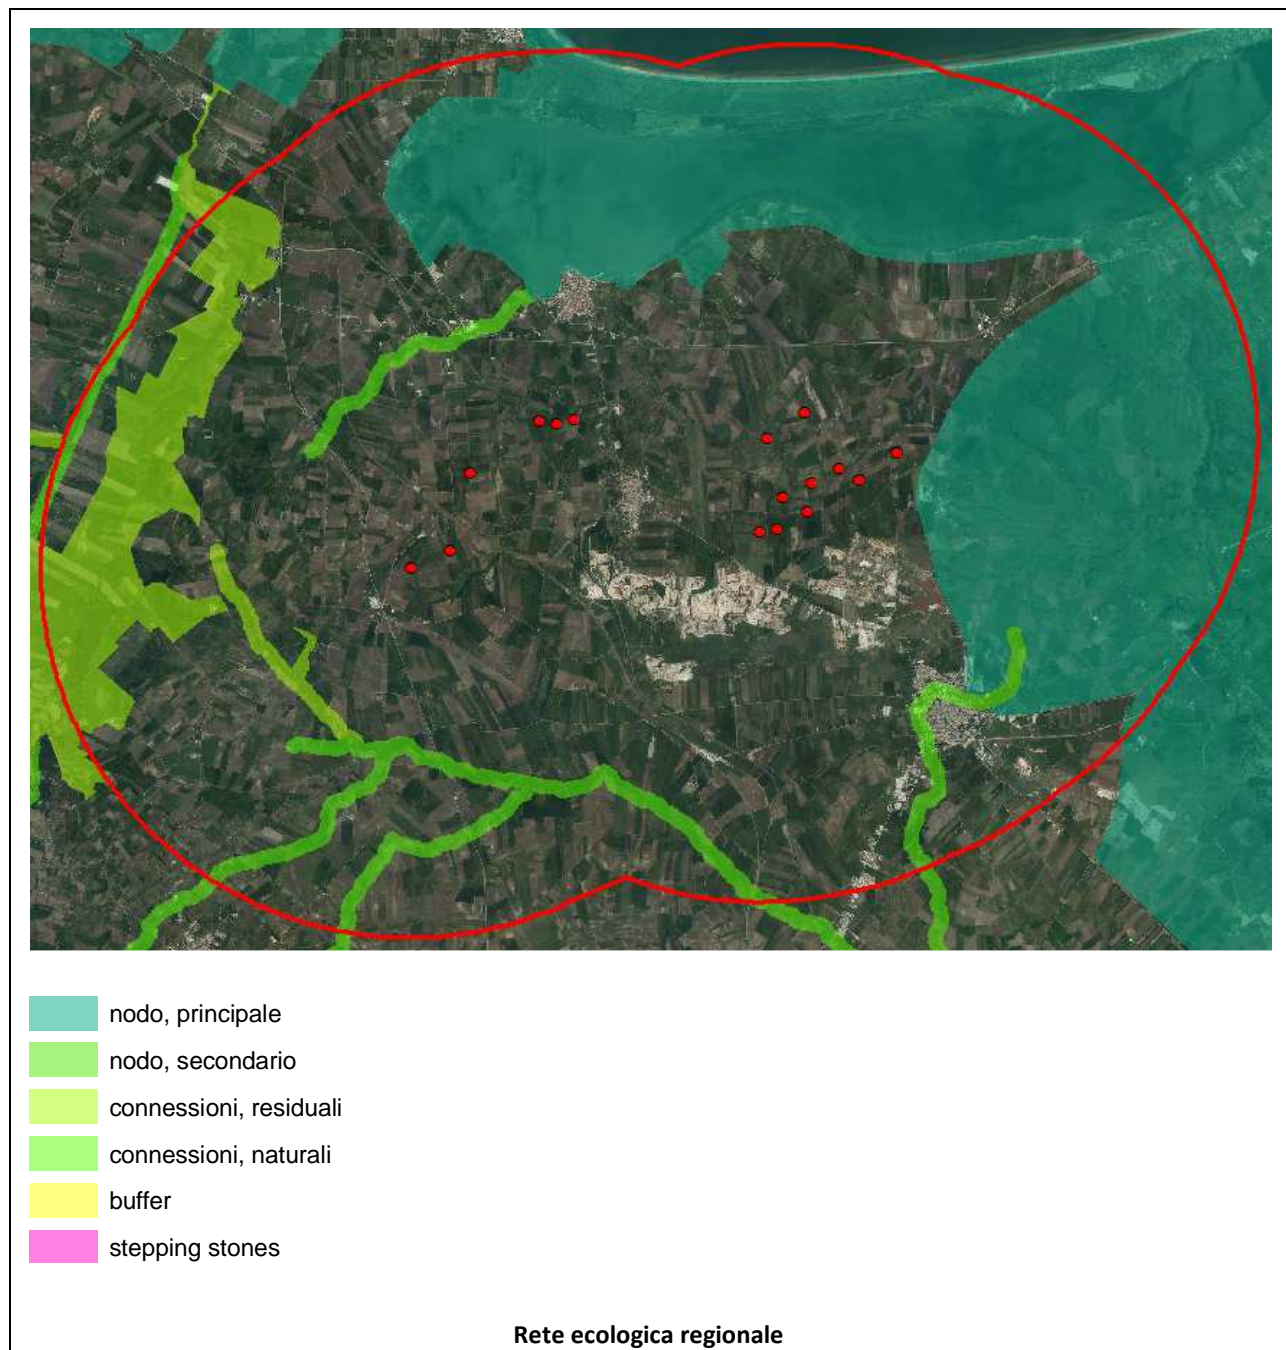 nodo, principale
nodo, secondario
connessioni, residuali
connessioni, naturali
buffer
stepping stones
Rete ecologica regionale